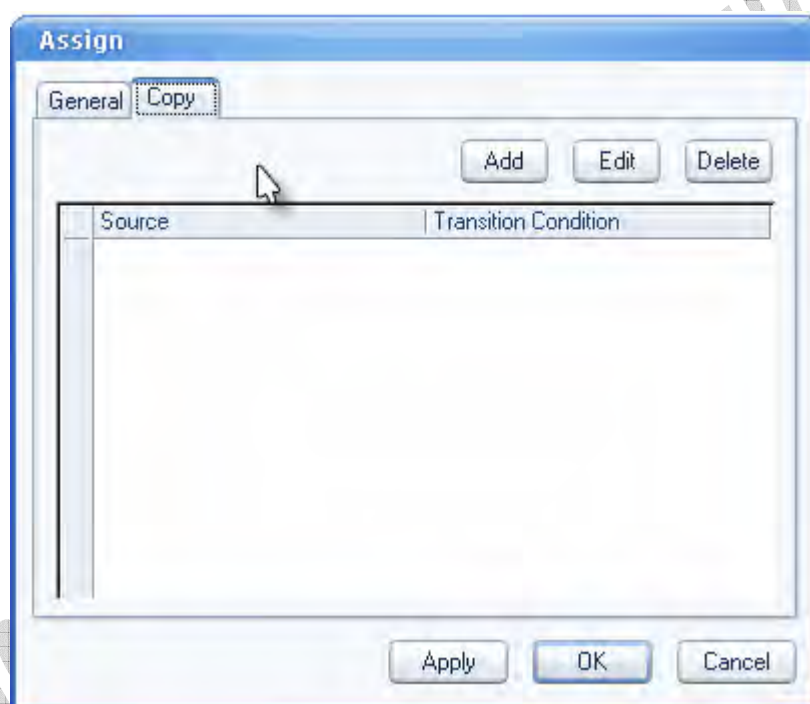 Assign
General Copy
Add Edit Delete
Source Transition Condition
Apply OK Cancel